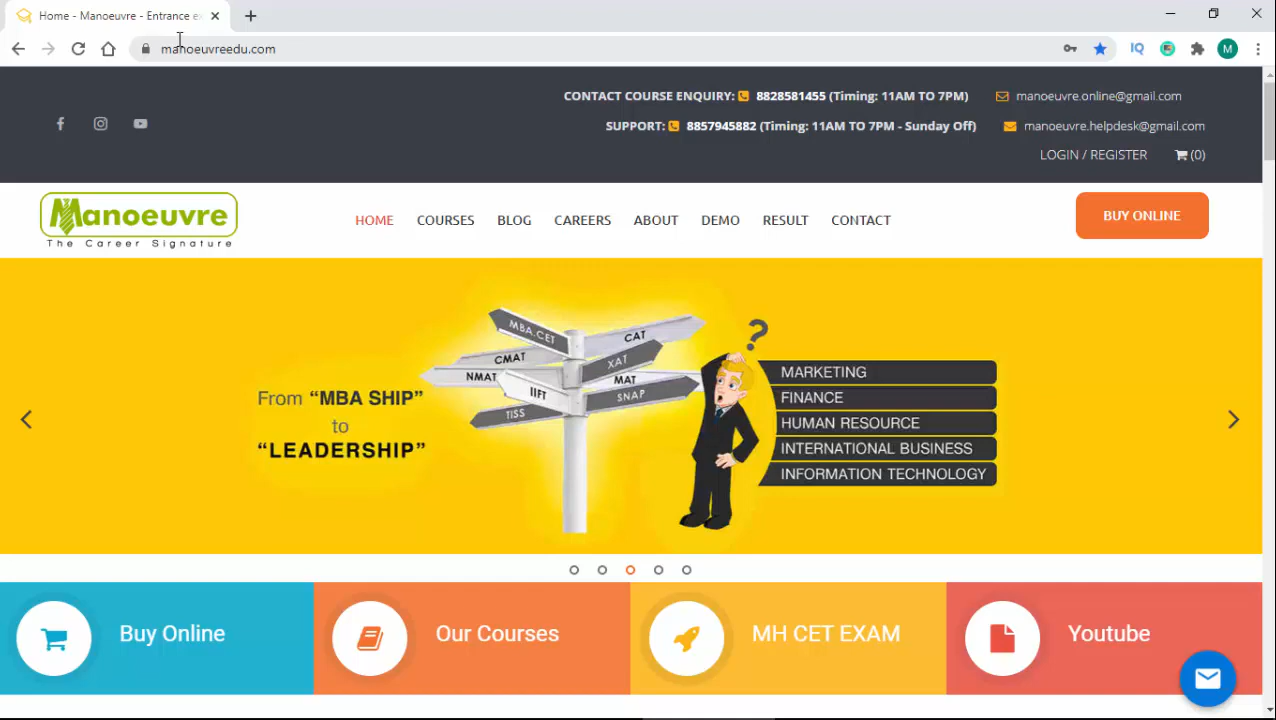 Home - Manoeuvre - Entrance ex
manoeuvreedu.com
IQ
M
CONTACT COURSE ENQUIRY: 8828581455 (Timing: 11AM TO 7PM) manoeuvre.online@gmail.com
SUPPORT: 8857945882 (Timing: 11AM TO 7PM - Sunday Off) manoeuvre.helpdesk@gmail.com
LOGIN / REGISTER (0)
Manoeuvre
The Career Signature
HOME COURSES BLOG CAREERS ABOUT DEMO RESULT CONTACT
BUY ONLINE
From “MBA SHIP”
to
“LEADERSHIP”
MBA.CET
CAT
CMAT
XAT
NMAT
MAT
IIFT
SNAP
TISS
?
MARKETING
FINANCE
HUMAN RESOURCE
INTERNATIONAL BUSINESS
INFORMATION TECHNOLOGY
Buy Online
Our Courses
MH CET EXAM
Youtube